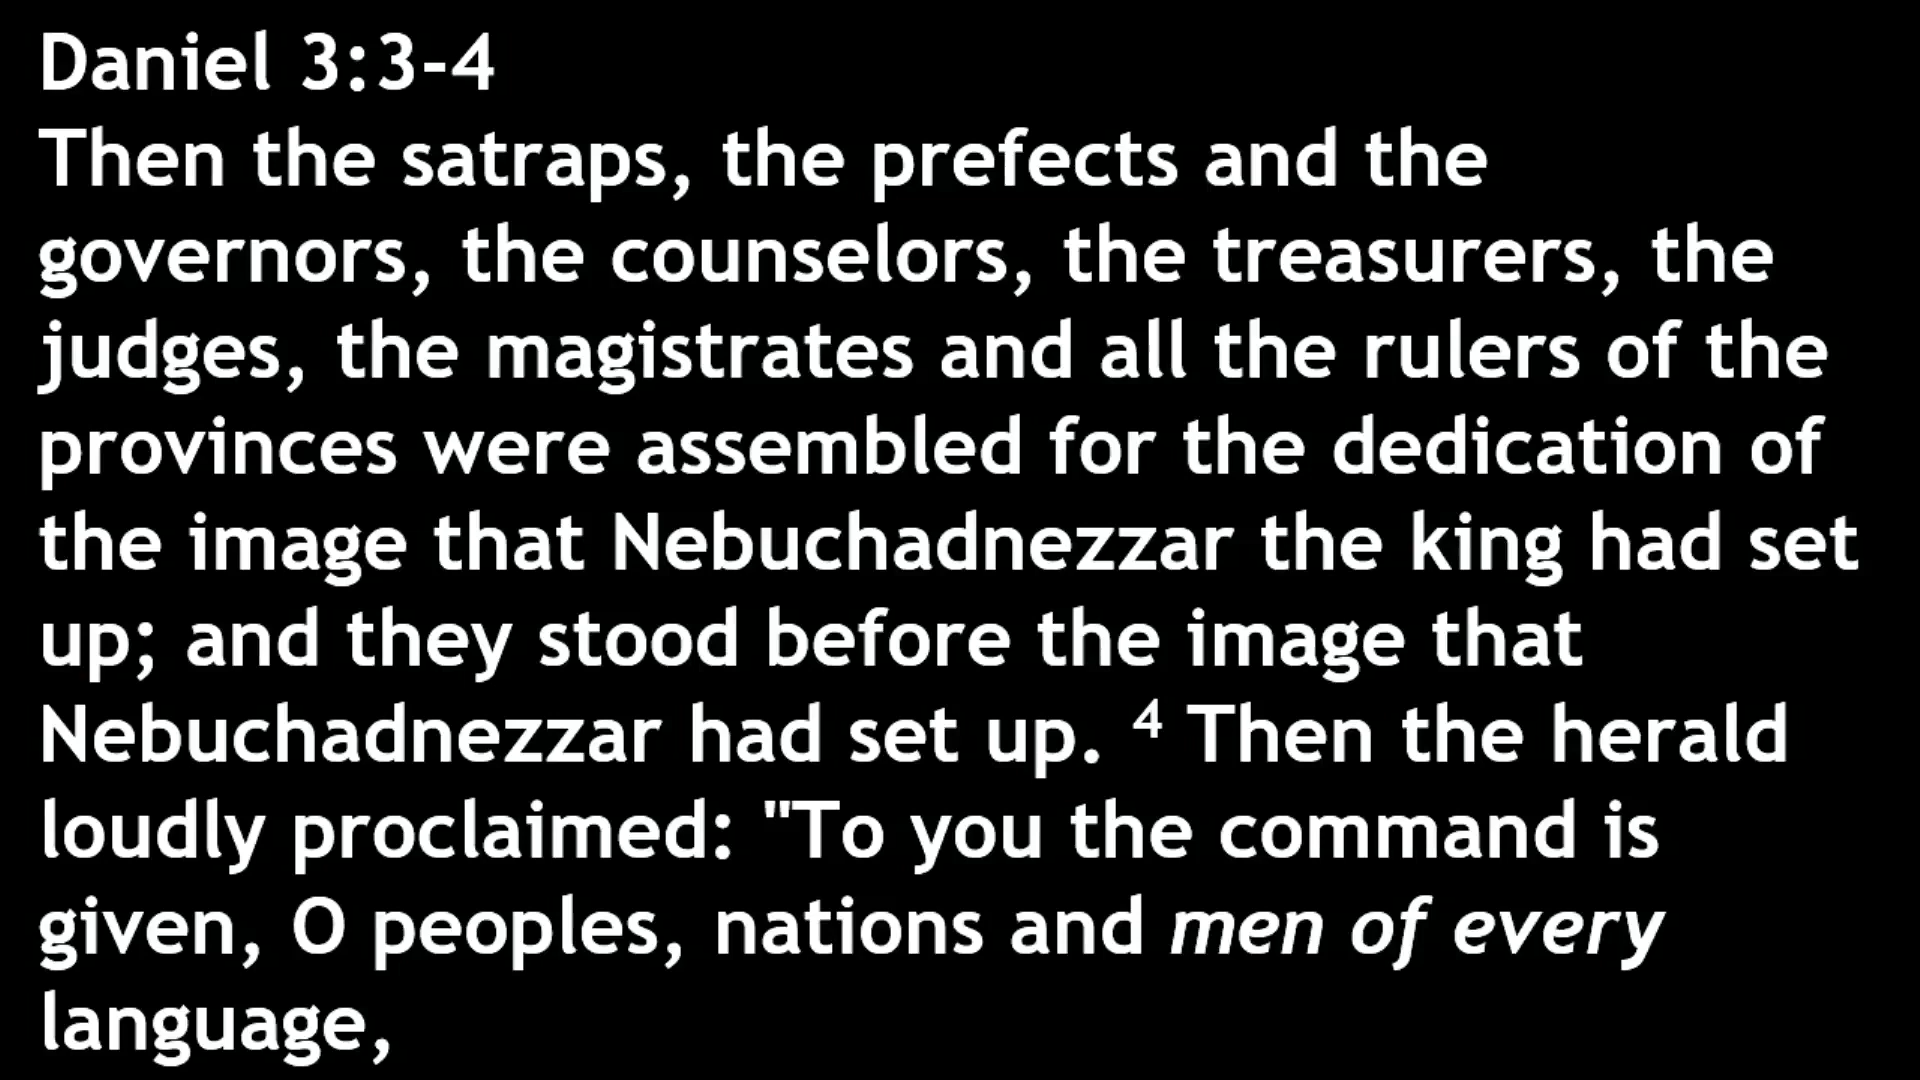 Daniel 3:3-4
Then the satraps, the prefects and the
governors, the counselors, the treasurers, the
judges, the magistrates and all the rulers of the
provinces were assembled for the dedication of
the image that Nebuchadnezzar the king had set
up; and they stood before the image that
Nebuchadnezzar had set up. ⁴ Then the herald
loudly proclaimed: "To you the command is
given, O peoples, nations and men of every
language,